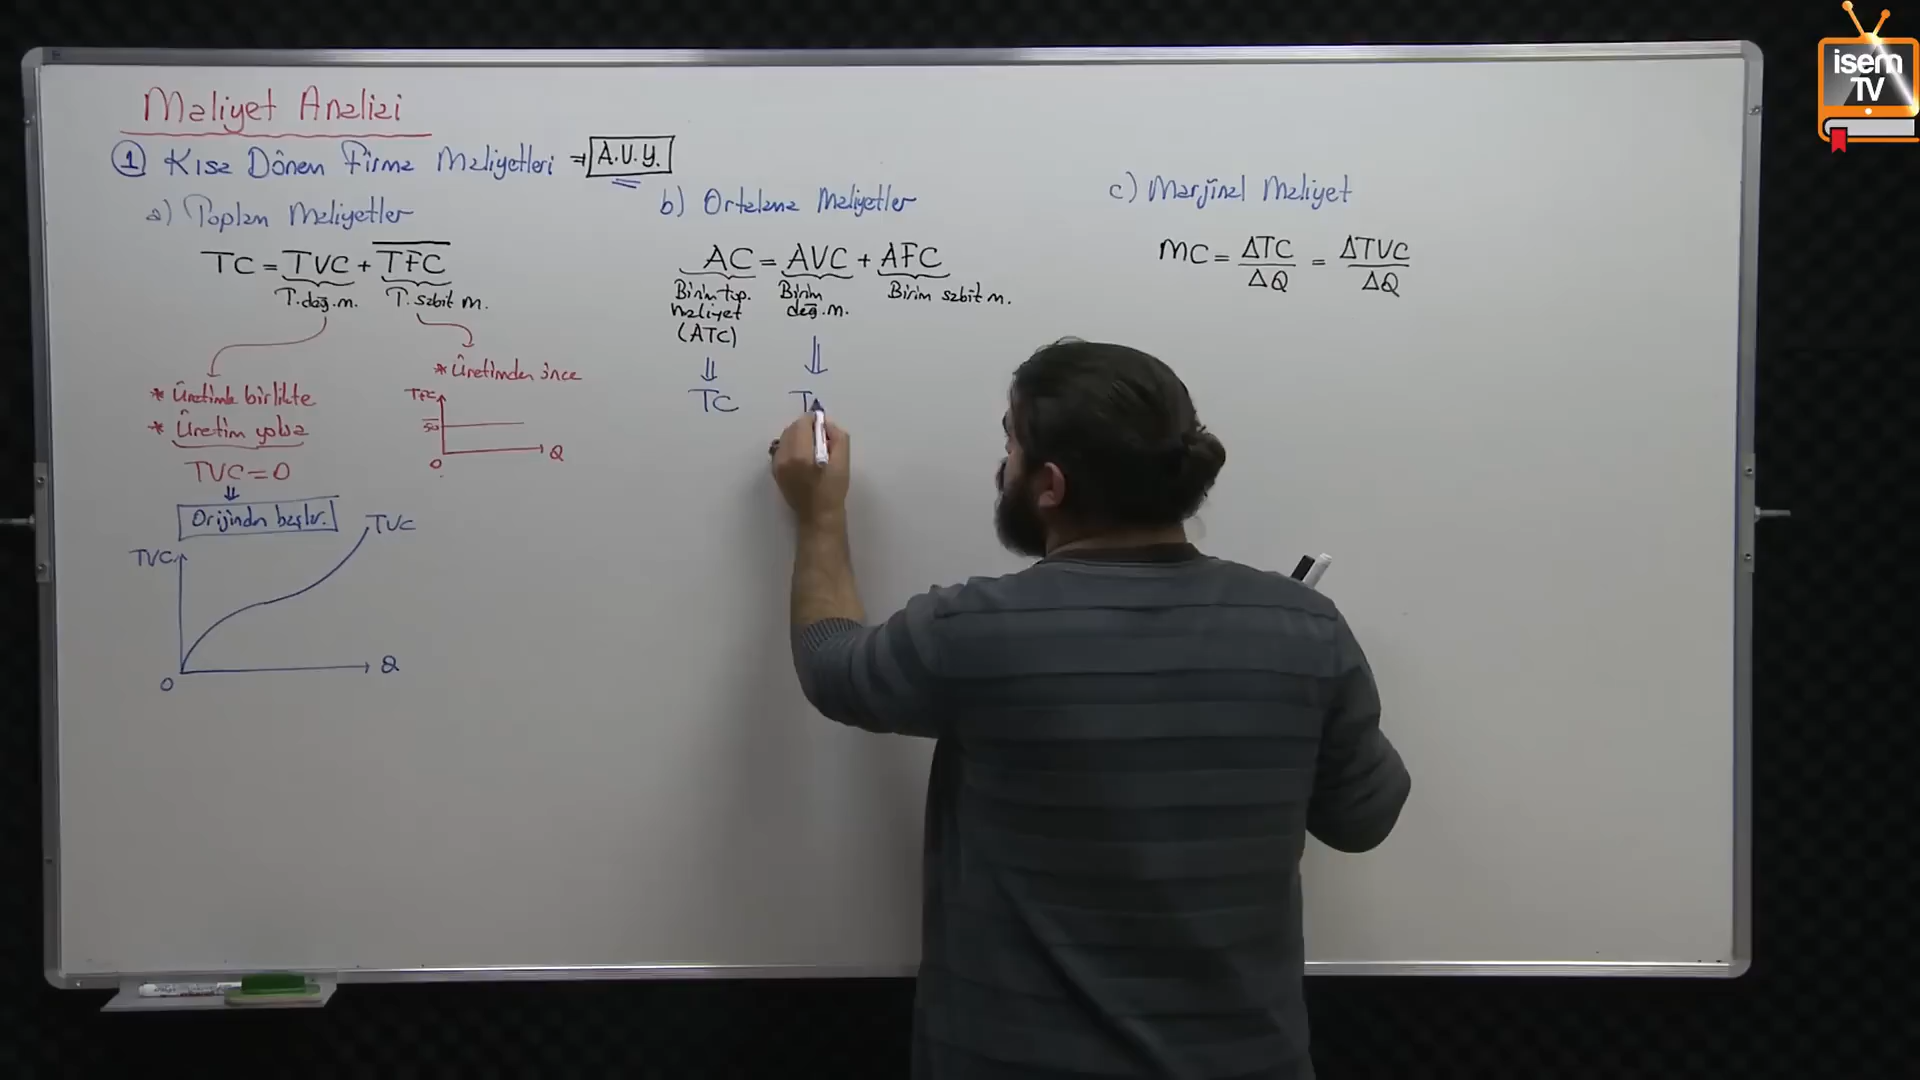 isem
TV
Maliyet Analizi
1 Kısa Dönem Firma Maliyetleri ⇒ A.V.Y.
a) Toplam Maliyetler
TC = TVC + TFC
T. değ. m. T. sabit m.
* Üretimle birlikte
* Üretim yoksa
TVC = 0
⇓
Orijinden başlar.
TVC
TVC
0
Q
* Üretimden önce
TFC
50
0
Q
b) Ortalama Maliyetler
AC = AVC + AFC
Birim top. maliyet (ATC)
Birim değ. m.
Birim sabit m.
⇓ ⇓
TC T
c) Marjinal Maliyet
MC = ΔTC/ΔQ = ΔTVC/ΔQ